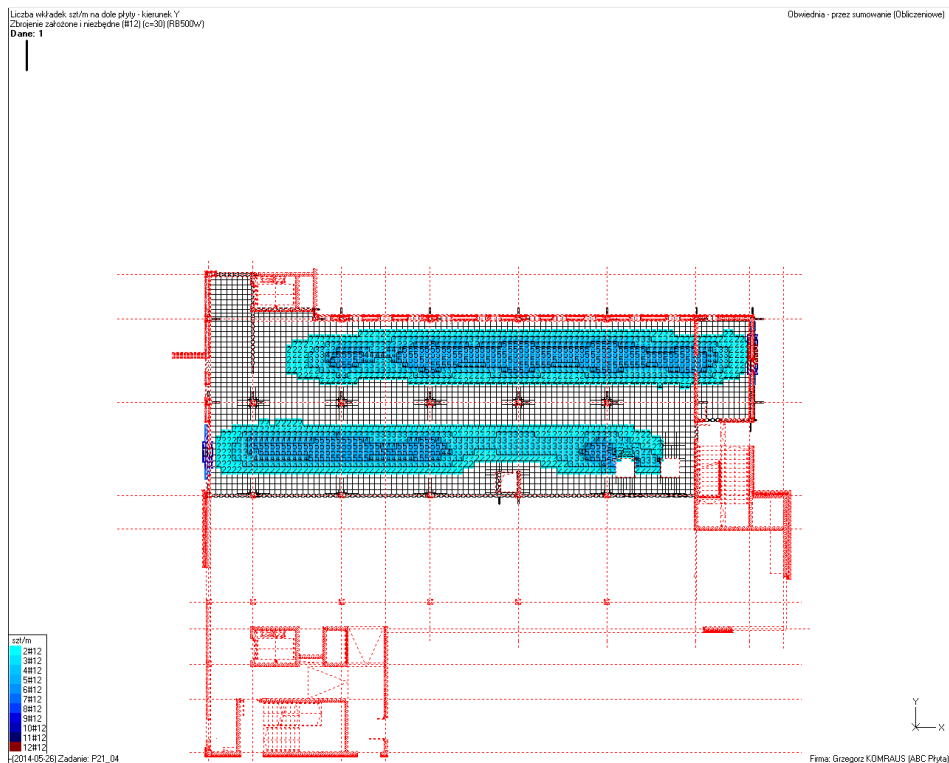 Liczba wkładek szt/m na dole płyty - kierunek Y
Obwiednia - przez sumowanie (Obliczeniowe)
Zbrojenie założone i niezbędne (#12) (c=30) (RB500W)
Dane: 1
szt/m
2#12
3#12
4#12
5#12
6#12
7#12
8#12
9#12
10#12
11#12
12#12
Y
X
-(2014-05-26) Zadanie: P21_04
Firma: Grzegorz KOMRAUS (ABC Płyta)